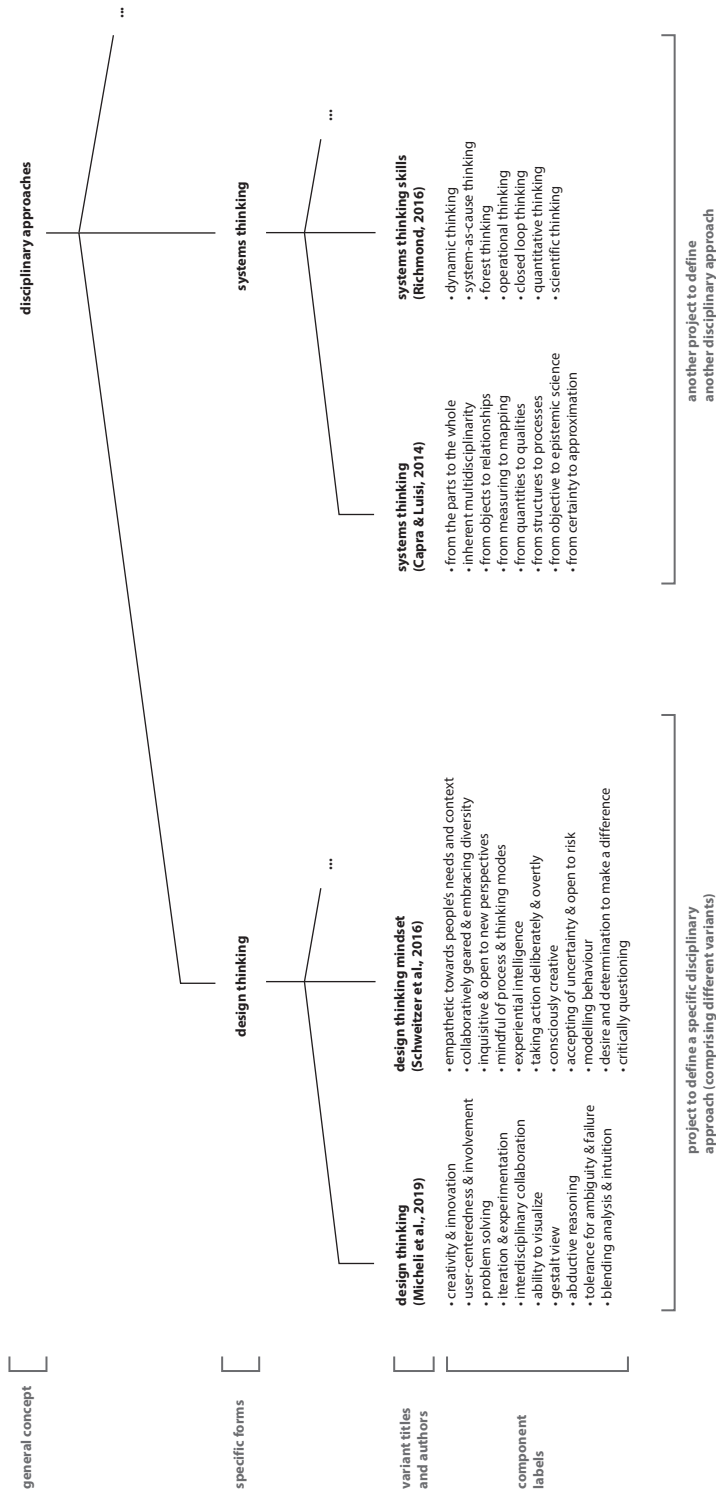 general concept
disciplinary approaches
...
specific forms
design thinking
systems thinking
...
...
variant titles
and authors
design thinking
(Micheli et al., 2019)
design thinking mindset
(Schweitzer et al., 2016)
systems thinking
(Capra & Luisi, 2014)
systems thinking skills
(Richmond, 2016)
component
labels
• creativity & innovation
• user-centeredness & involvement
• problem solving
• iteration & experimentation
• interdisciplinary collaboration
• ability to visualize
• gestalt view
• abductive reasoning
• tolerance for ambiguity & failure
• blending analysis & intuition
• empathetic towards people's needs and context
• collaboratively geared & embracing diversity
• inquisitive & open to new perspectives
• mindful of process & thinking modes
• experiential intelligence
• taking action deliberately & overtly
• consciously creative
• accepting of uncertainty & open to risk
• modelling behaviour
• desire and determination to make a difference
• critically questioning
• from the parts to the whole
• inherent multidisciplinarity
• from objects to relationships
• from measuring to mapping
• from quantities to qualities
• from structures to processes
• from objective to epistemic science
• from certainty to approximation
• dynamic thinking
• system-as-cause thinking
• forest thinking
• operational thinking
• closed loop thinking
• quantitative thinking
• scientific thinking
project to define a specific disciplinary
approach (comprising different variants)
another project to define
another disciplinary approach